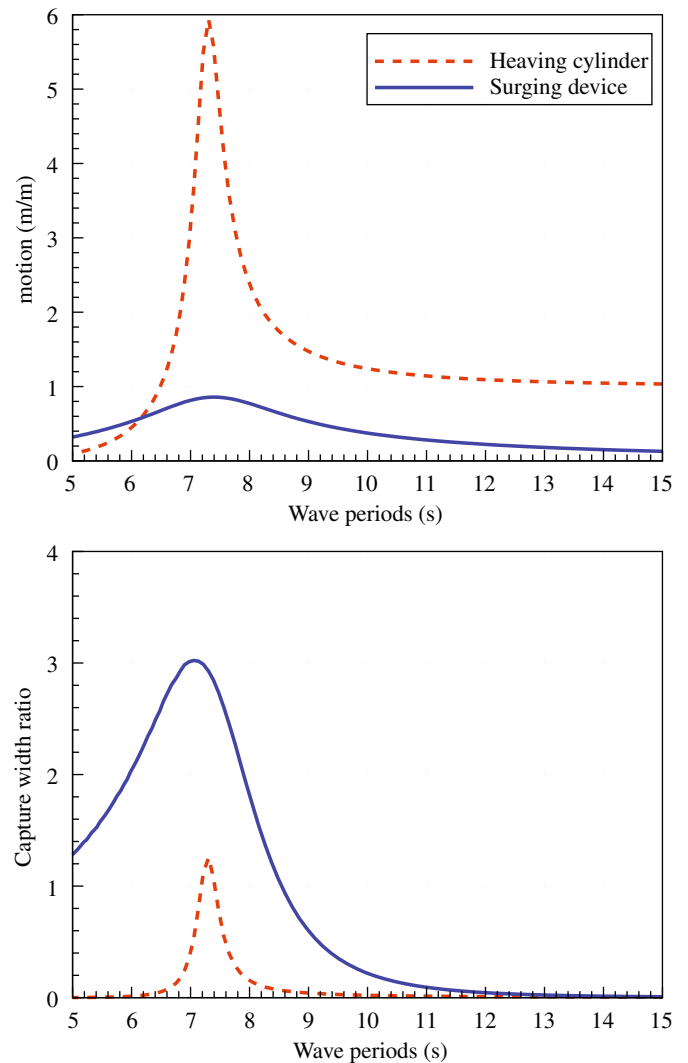 6
5
4
3
2
1
0
motion (m/m)
Heaving cylinder
Surging device
5 6 7 8 9 10 11 12 13 14 15
Wave periods (s)
4
3
2
1
0
Capture width ratio
5 6 7 8 9 10 11 12 13 14 15
Wave periods (s)